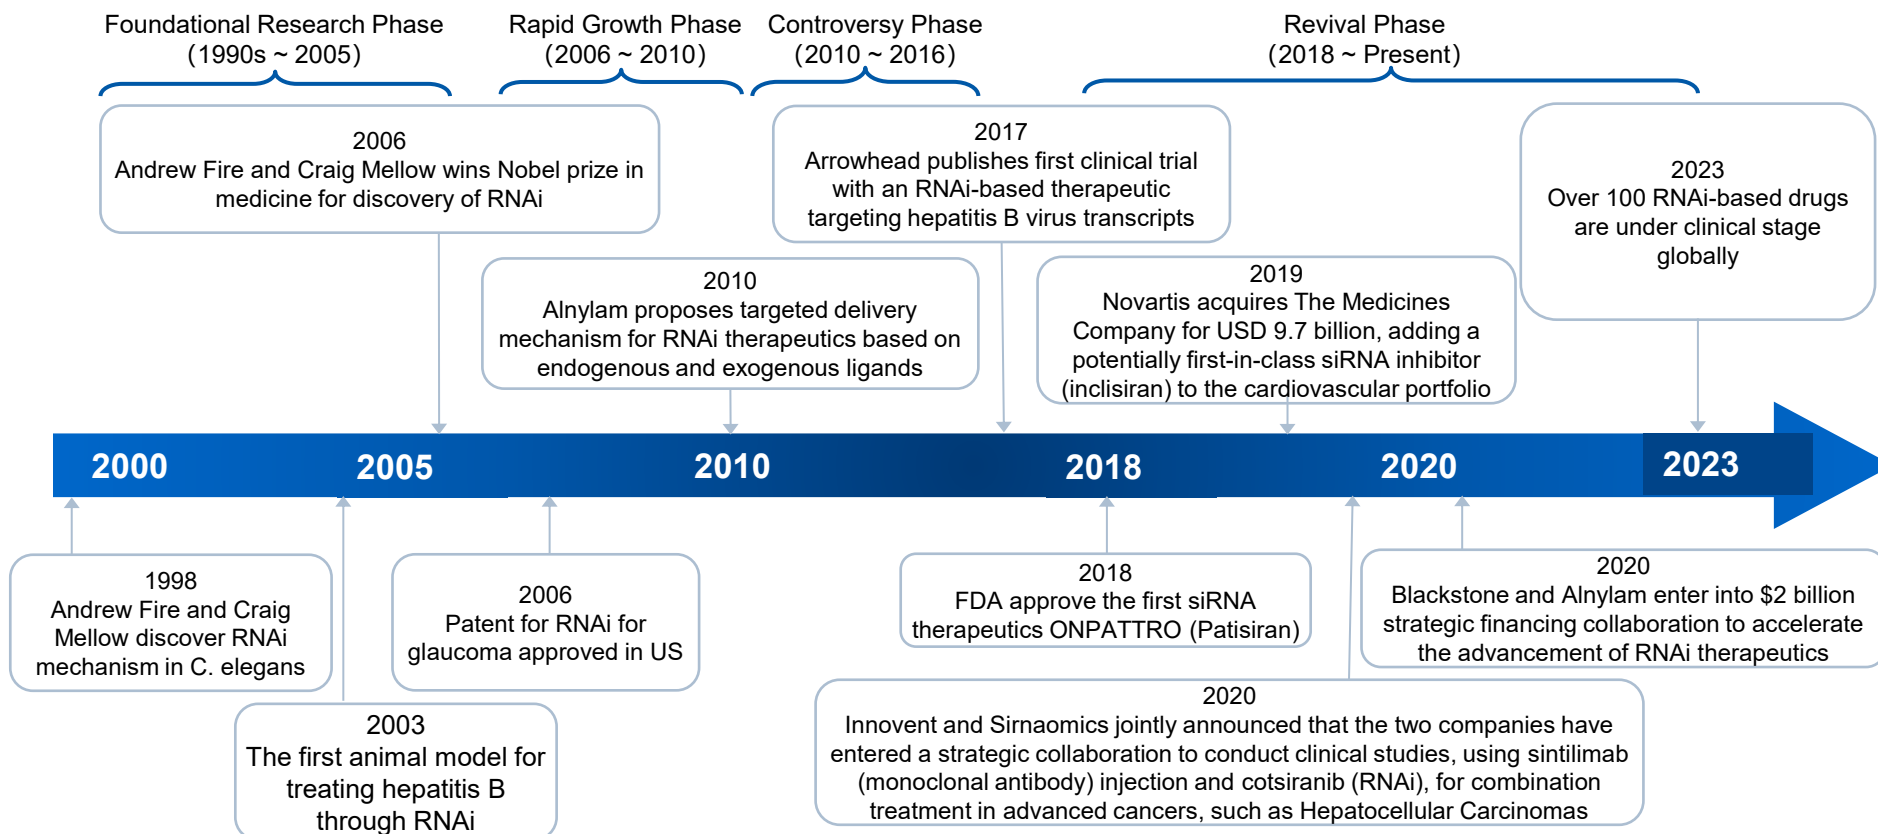 Foundational Research Phase
(1990s ~ 2005)
Rapid Growth Phase
(2006 ~ 2010)
Controversy Phase
(2010 ~ 2016)
Revival Phase
(2018 ~ Present)
2006
Andrew Fire and Craig Mellow wins Nobel prize in
medicine for discovery of RNAi
2017
Arrowhead publishes first clinical trial
with an RNAi-based therapeutic
targeting hepatitis B virus transcripts
2023
Over 100 RNAi-based drugs
are under clinical stage
globally
2010
Alnylam proposes targeted delivery
mechanism for RNAi therapeutics based on
endogenous and exogenous ligands
2019
Novartis acquires The Medicines
Company for USD 9.7 billion, adding a
potentially first-in-class siRNA inhibitor
(inclisiran) to the cardiovascular portfolio
2000
2005
2010
2018
2020
2023
1998
Andrew Fire and Craig
Mellow discover RNAi
mechanism in C. elegans
2003
The first animal model for
treating hepatitis B
through RNAi
2006
Patent for RNAi for
glaucoma approved in US
2018
FDA approve the first siRNA
therapeutics ONPATTRO (Patisiran)
2020
Innovent and Sirnaomics jointly announced that the two companies have
entered a strategic collaboration to conduct clinical studies, using sintilimab
(monoclonal antibody) injection and cotsiranib (RNAi), for combination
treatment in advanced cancers, such as Hepatocellular Carcinomas
2020
Blackstone and Alnylam enter into $2 billion
strategic financing collaboration to accelerate
the advancement of RNAi therapeutics